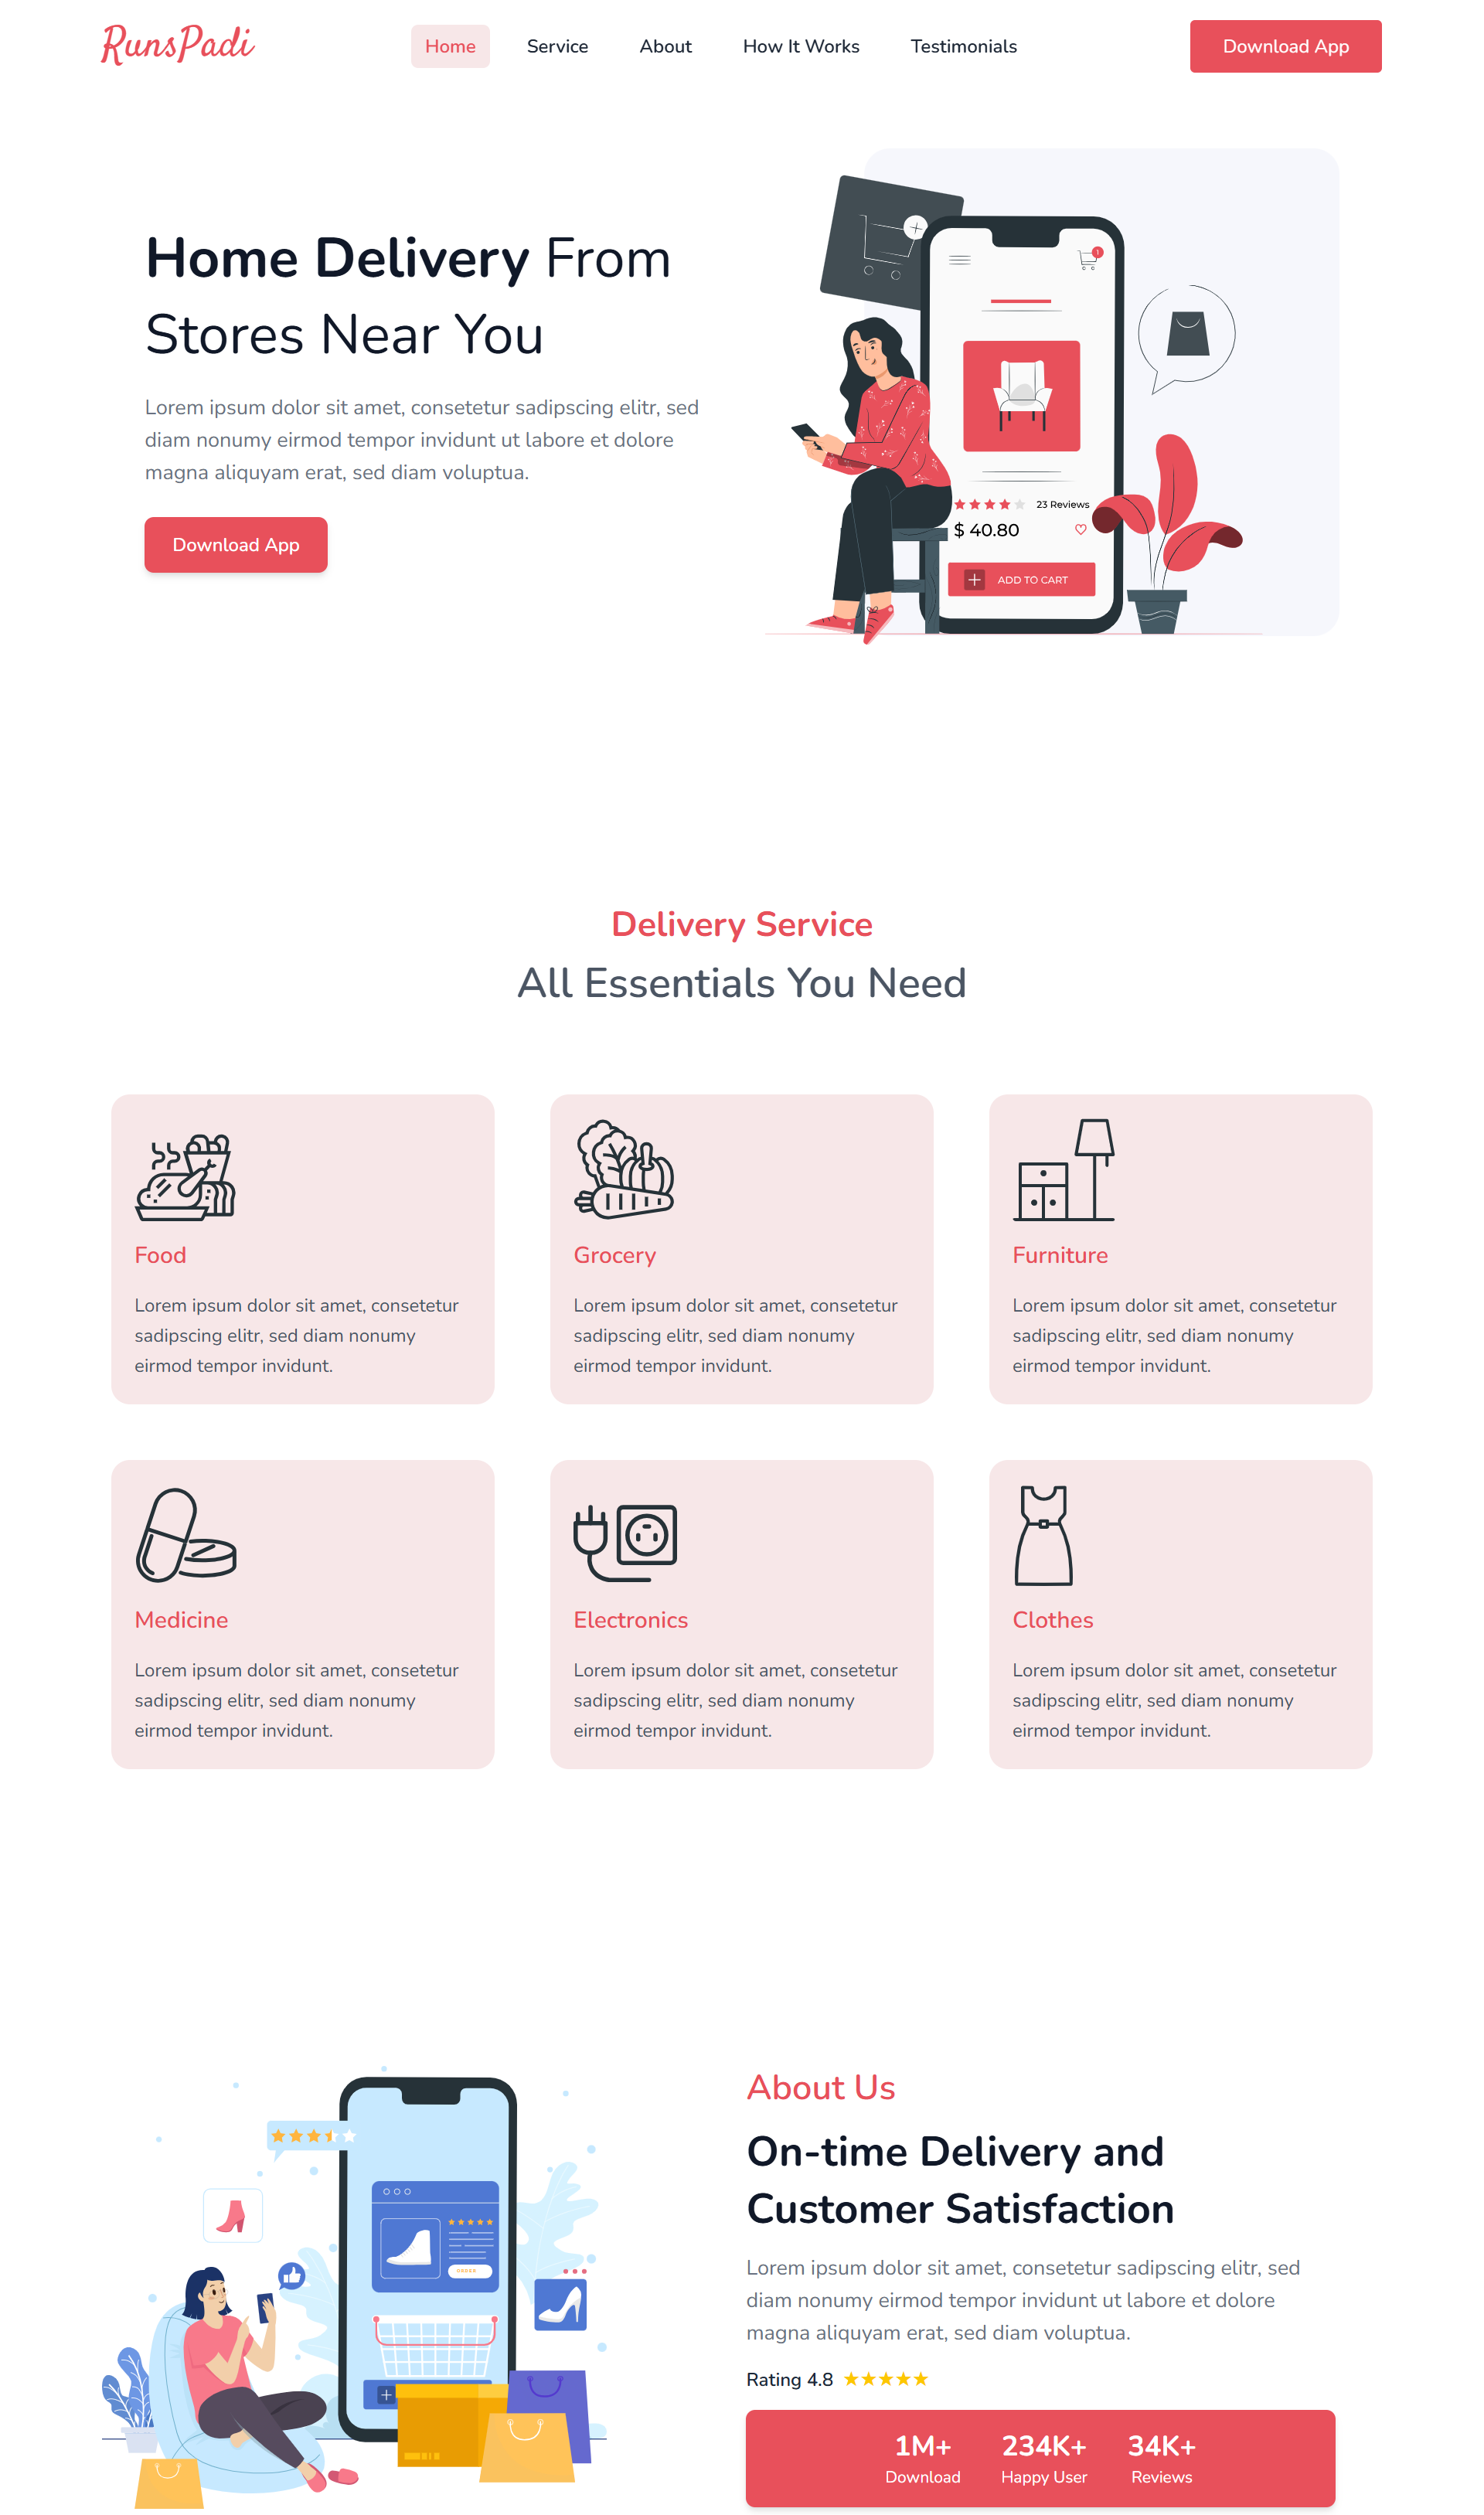 RunsPadi
Home
Service
About
How It Works
Testimonials
Download App
Home Delivery From
Stores Near You
Lorem ipsum dolor sit amet, consetetur sadipscing elitr, sed
diam nonumy eirmod tempor invidunt ut labore et dolore
magna aliquyam erat, sed diam voluptua.
Download App
1
23 Reviews
$ 40.80
ADD TO CART
Delivery Service
All Essentials You Need
Food
Lorem ipsum dolor sit amet, consetetur
sadipscing elitr, sed diam nonumy
eirmod tempor invidunt.
Grocery
Lorem ipsum dolor sit amet, consetetur
sadipscing elitr, sed diam nonumy
eirmod tempor invidunt.
Furniture
Lorem ipsum dolor sit amet, consetetur
sadipscing elitr, sed diam nonumy
eirmod tempor invidunt.
Medicine
Lorem ipsum dolor sit amet, consetetur
sadipscing elitr, sed diam nonumy
eirmod tempor invidunt.
Electronics
Lorem ipsum dolor sit amet, consetetur
sadipscing elitr, sed diam nonumy
eirmod tempor invidunt.
Clothes
Lorem ipsum dolor sit amet, consetetur
sadipscing elitr, sed diam nonumy
eirmod tempor invidunt.
About Us
On-time Delivery and
Customer Satisfaction
Lorem ipsum dolor sit amet, consetetur sadipscing elitr, sed
diam nonumy eirmod tempor invidunt ut labore et dolore
magna aliquyam erat, sed diam voluptua.
Rating 4.8
1M+
Download
234K+
Happy User
34K+
Reviews